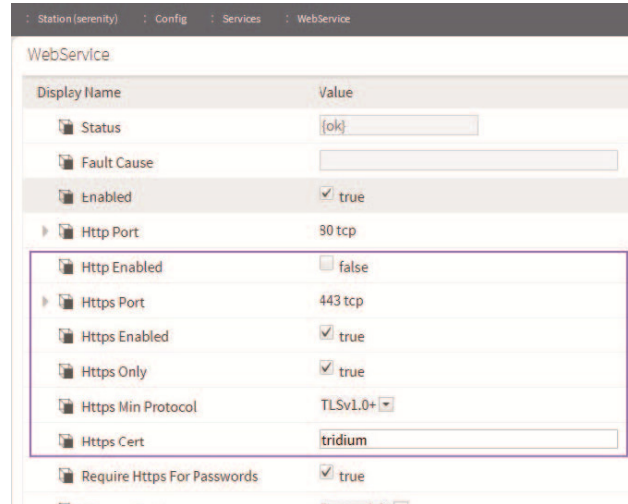 : Station (serenity) : Config : Services : WebService
WebService
Display Name Value
Status {ok}
Fault Cause
Enabled true
Http Port 80 tcp
Http Enabled false
Https Port 443 tcp
Https Enabled true
Https Only true
Https Min Protocol TLSv1.0+
Https Cert tridium
Require Https For Passwords true